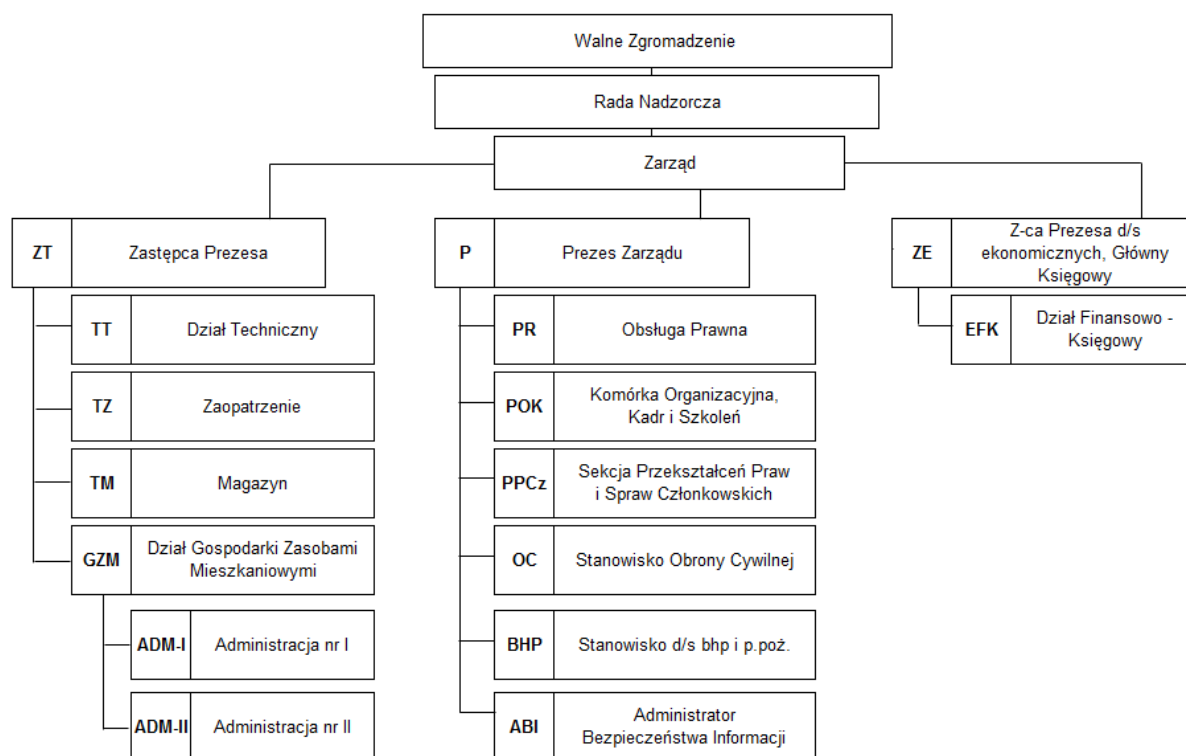 Walne Zgromadzenie
Rada Nadzorcza
Zarząd
ZT
Zastępca Prezesa
TT
Dział Techniczny
TZ
Zaopatrzenie
TM
Magazyn
GZM
Dział Gospodarki Zasobami
Mieszkaniowymi
ADM-I
Administracja nr I
ADM-II
Administracja nr II
P
Prezes Zarządu
PR
Obsługa Prawna
POK
Komórka Organizacyjna,
Kadr i Szkoleń
PPCz
Sekcja Przekształceń Praw
i Spraw Członkowskich
OC
Stanowisko Obrony Cywilnej
BHP
Stanowisko d/s bhp i p.poż.
ABI
Administrator
Bezpieczeństwa Informacji
ZE
Z-ca Prezesa d/s
ekonomicznych, Główny
Księgowy
EFK
Dział Finansowo -
Księgowy